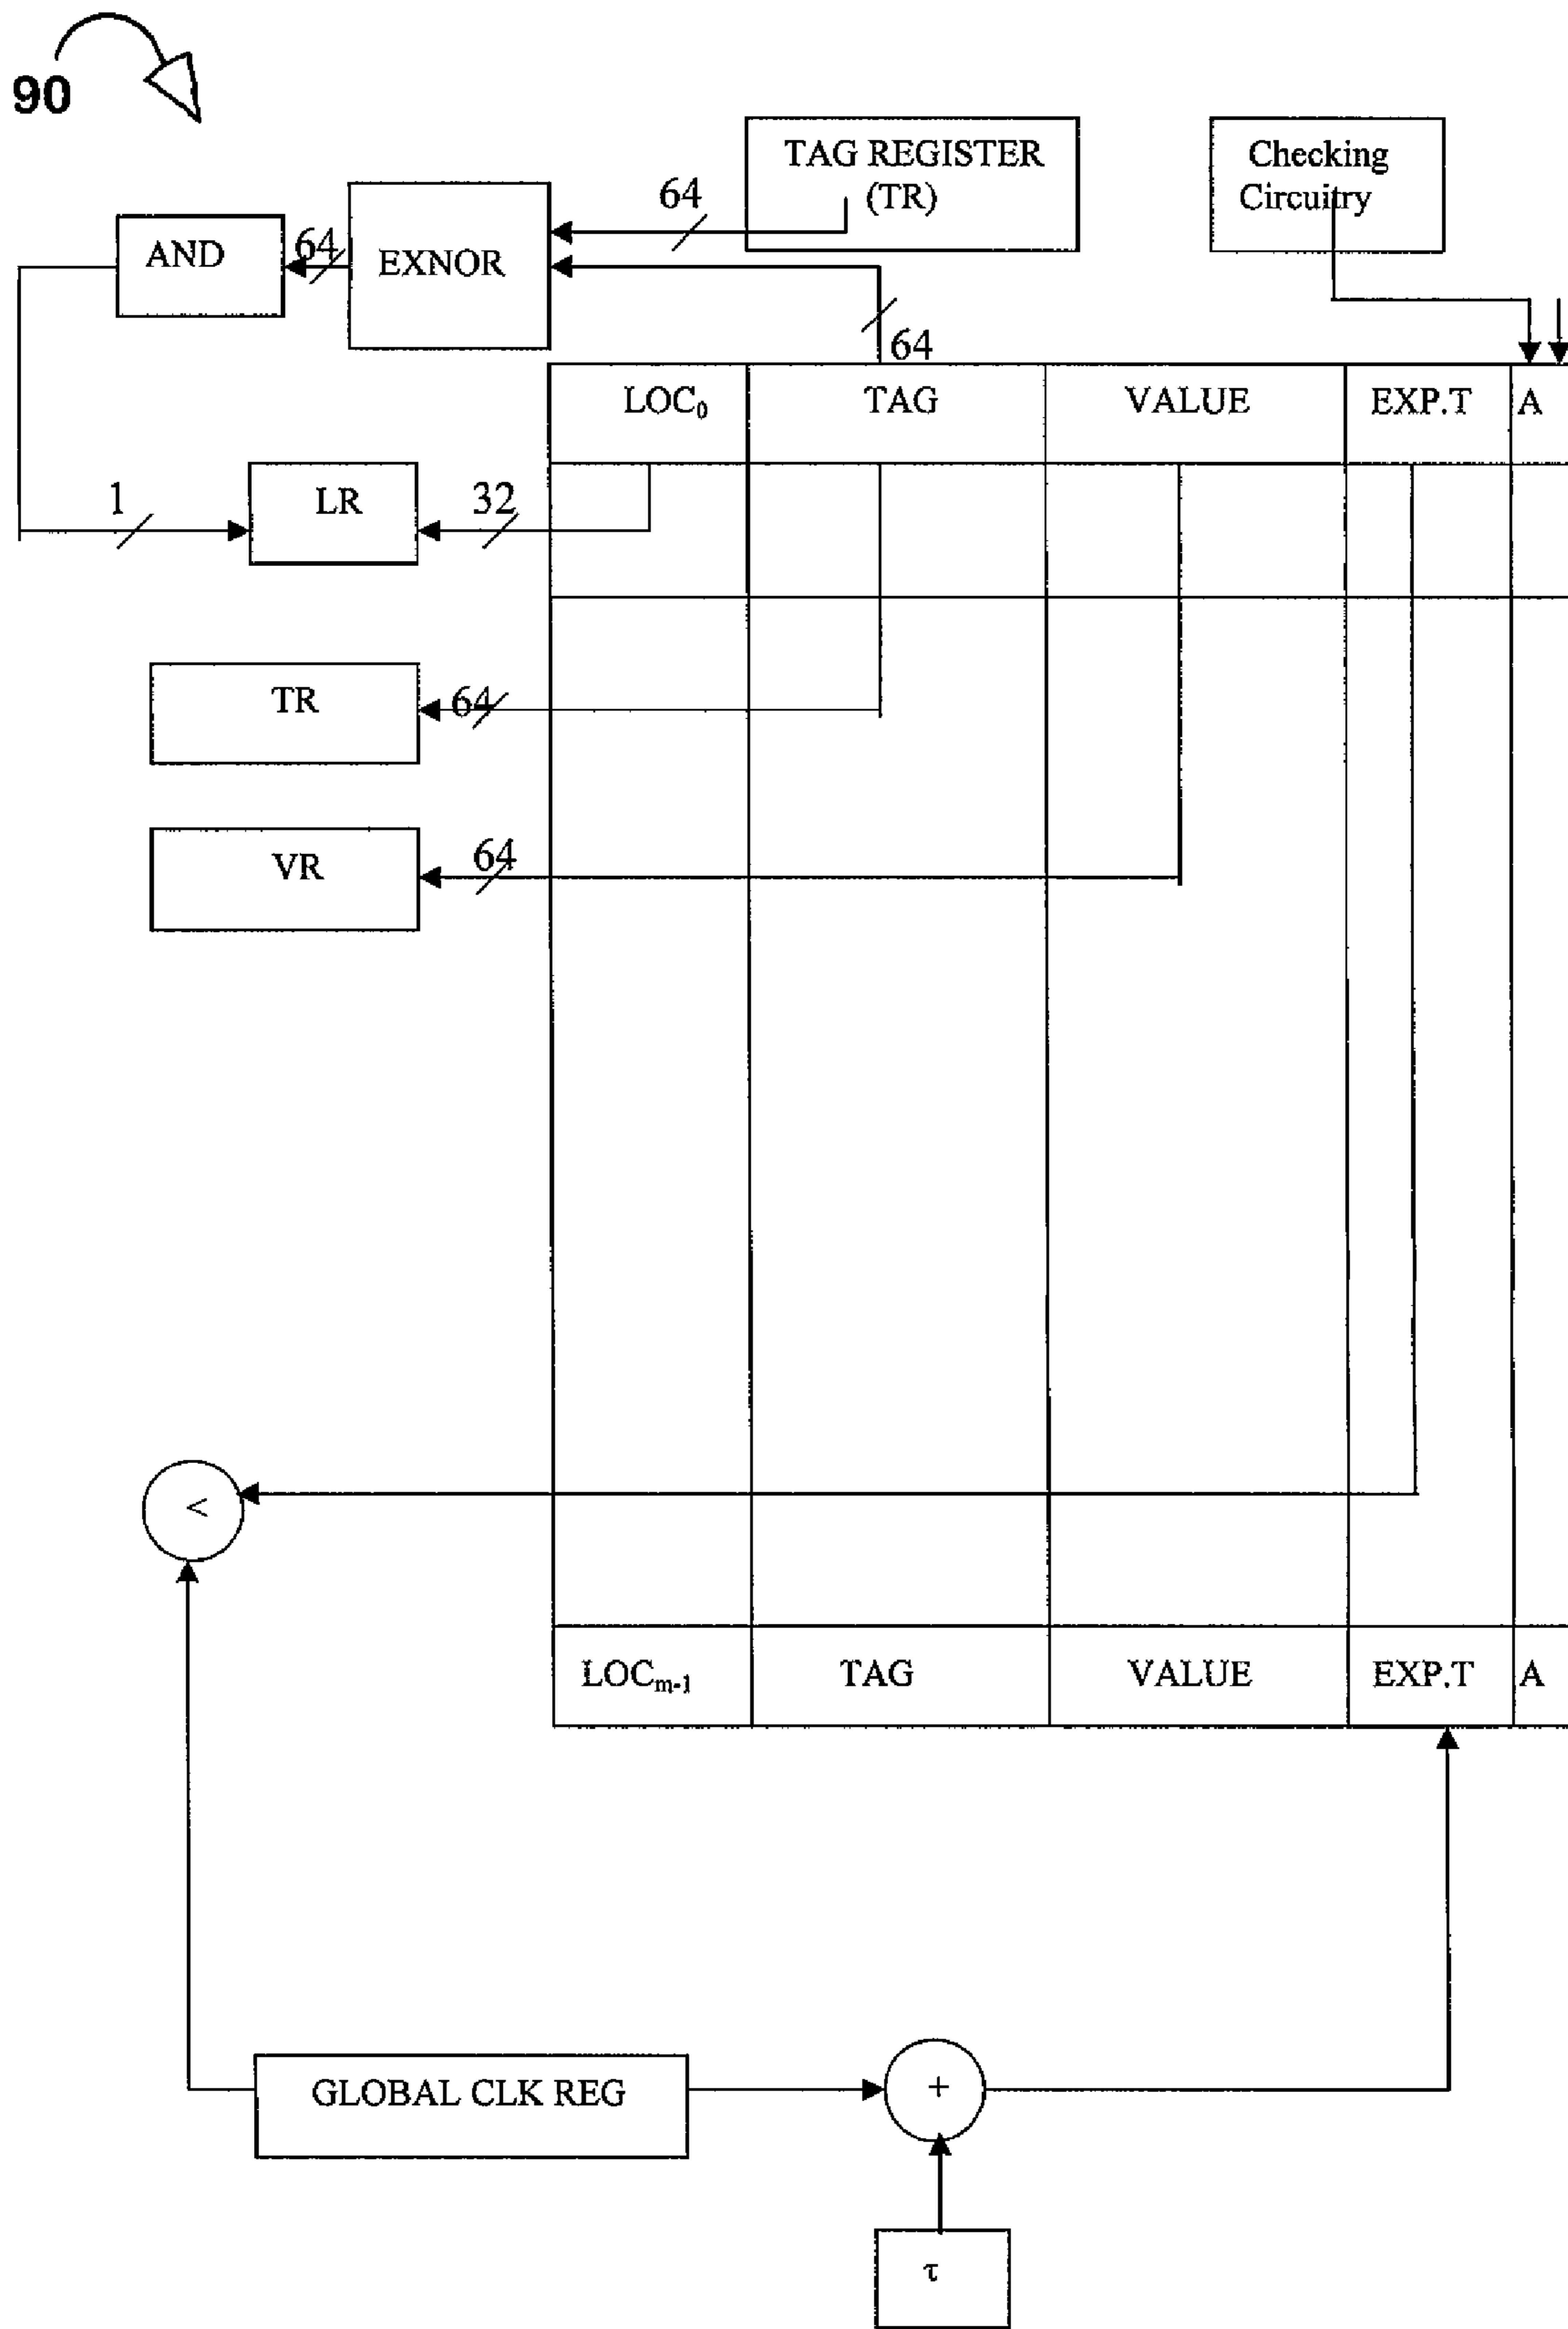 90
TAG REGISTER
(TR)
Checking
Circuitry
64
AND
64
EXNOR
64
LOC₀ TAG VALUE EXP.T A
1
LR
32
TR
64
VR
64
<
LOCₘ₋₁ TAG VALUE EXP.T A
GLOBAL CLK REG
+
τ